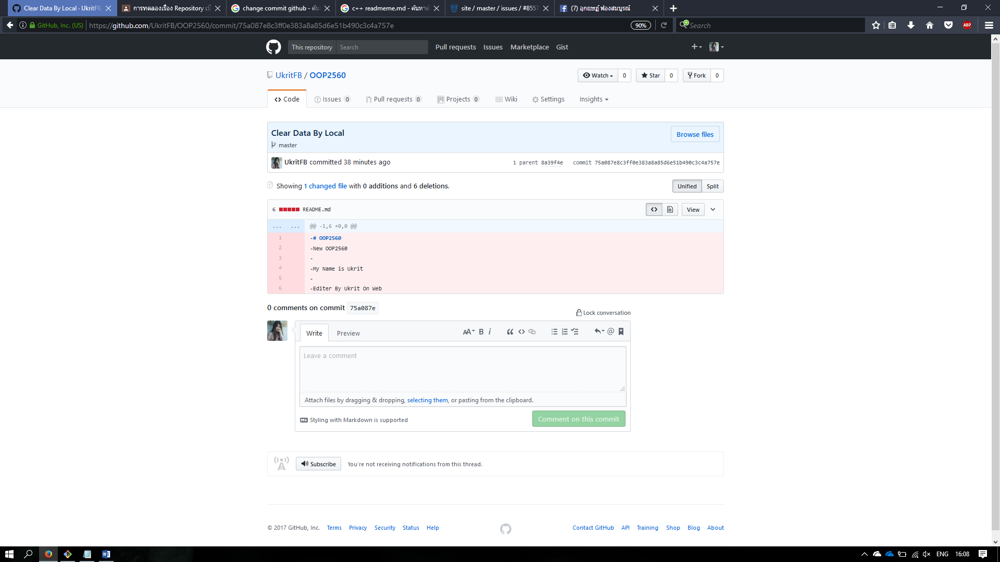 Clear Data By Local · UkritFB
การทดลองเรื่อง Repository เบื้
change commit github - ค้นห
c++ readmeme.md - ค้นหาด้
site / master / issues / #8557
(7) อุกฤษฏ์ ฟองสมบูรณ์
GitHub, Inc. (US)
https://github.com/UkritFB/OOP2560/commit/75a087e8c3ff0e383a8a85d6e51b490c3c4a757e
90%
Search
ABP
This repository
Search
Pull requests
Issues
Marketplace
Gist
UkritFB / OOP2560
Watch 0
Star 0
Fork 0
Code
Issues 0
Pull requests 0
Projects 0
Wiki
Settings
Insights
Clear Data By Local
Browse files
master
UkritFB committed 38 minutes ago
1 parent 8a39f4e commit 75a087e8c3ff0e383a8a85d6e51b490c3c4a757e
Showing 1 changed file with 0 additions and 6 deletions.
Unified
Split
6 README.md
View
... ... @@ -1,6 +0,0 @@
1 -# OOP2560
2 -New OOP2560
3 -
4 -My Name is Ukrit
5 -
6 -Editer By Ukrit On Web
0 comments on commit 75a087e
Lock conversation
Write
Preview
AA B i
Leave a comment
Attach files by dragging & dropping, selecting them, or pasting from the clipboard.
Styling with Markdown is supported
Comment on this commit
Subscribe
You're not receiving notifications from this thread.
© 2017 GitHub, Inc. Terms Privacy Security Status Help
Contact GitHub API Training Shop Blog About
ENG
16:08